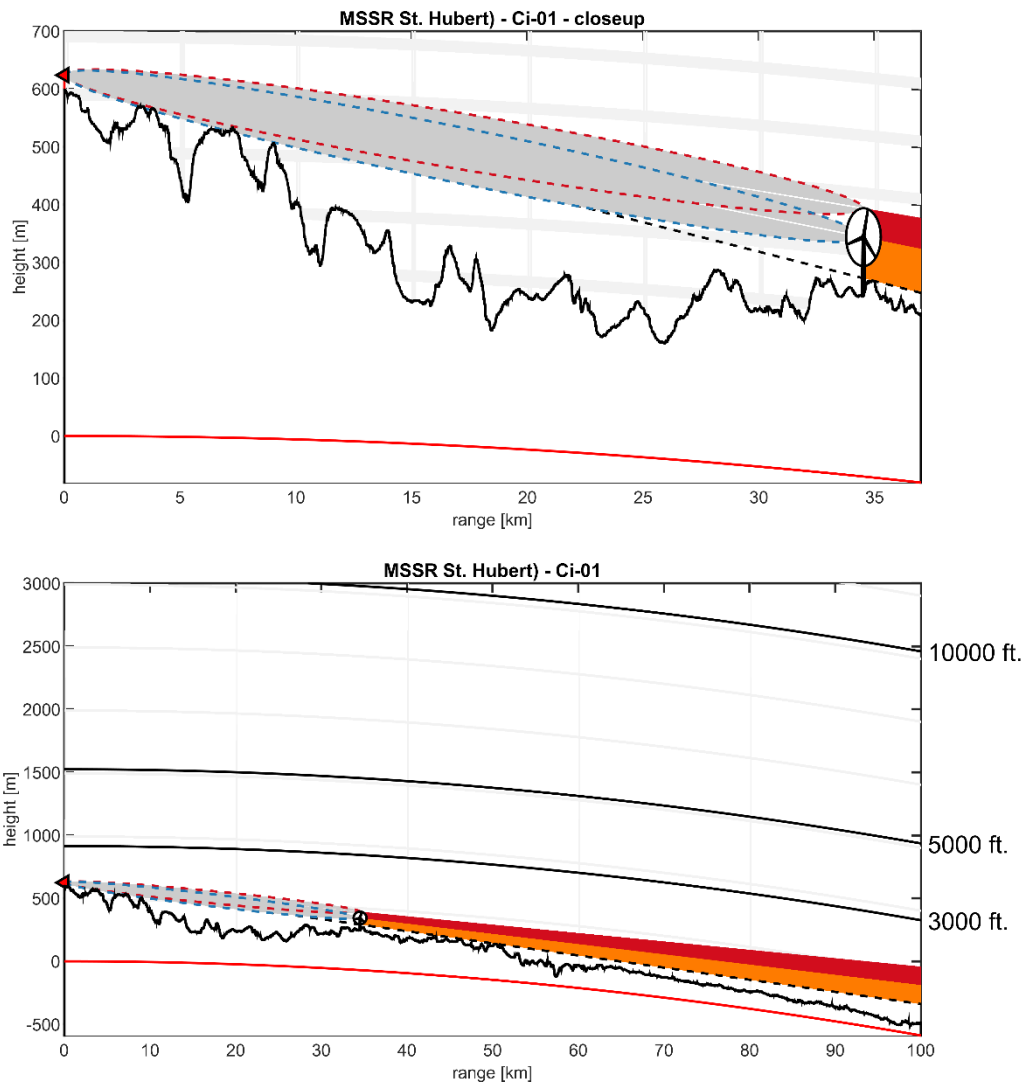 MSSR St. Hubert) - Ci-01 - closeup
700
600
500
400
300
200
100
0
height [m]
0 5 10 15 20 25 30 35
range [km]
MSSR St. Hubert) - Ci-01
3000
2500
2000
1500
1000
500
0
-500
height [m]
10000 ft.
5000 ft.
3000 ft.
0 10 20 30 40 50 60 70 80 90 100
range [km]